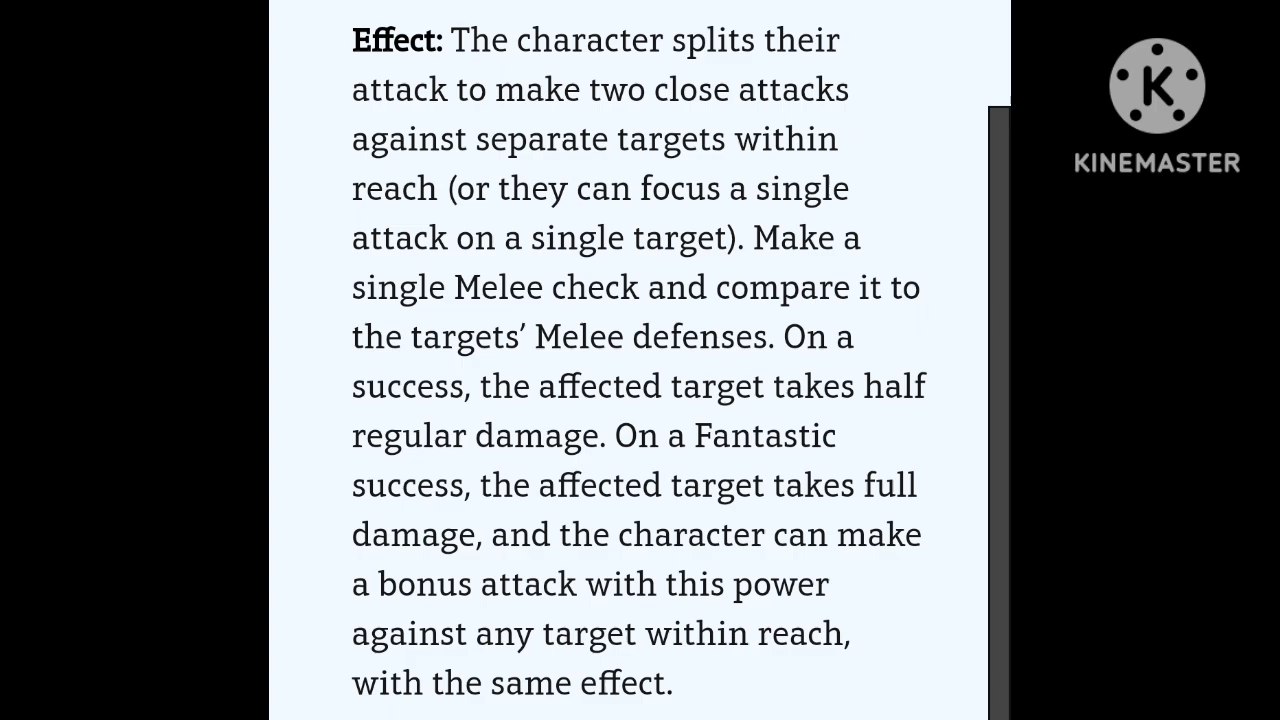 Effect: The character splits their
attack to make two close attacks
against separate targets within
reach (or they can focus a single
attack on a single target). Make a
single Melee check and compare it to
the targets’ Melee defenses. On a
success, the affected target takes half
regular damage. On a Fantastic
success, the affected target takes full
damage, and the character can make
a bonus attack with this power
against any target within reach,
with the same effect.
K
KINEMASTER